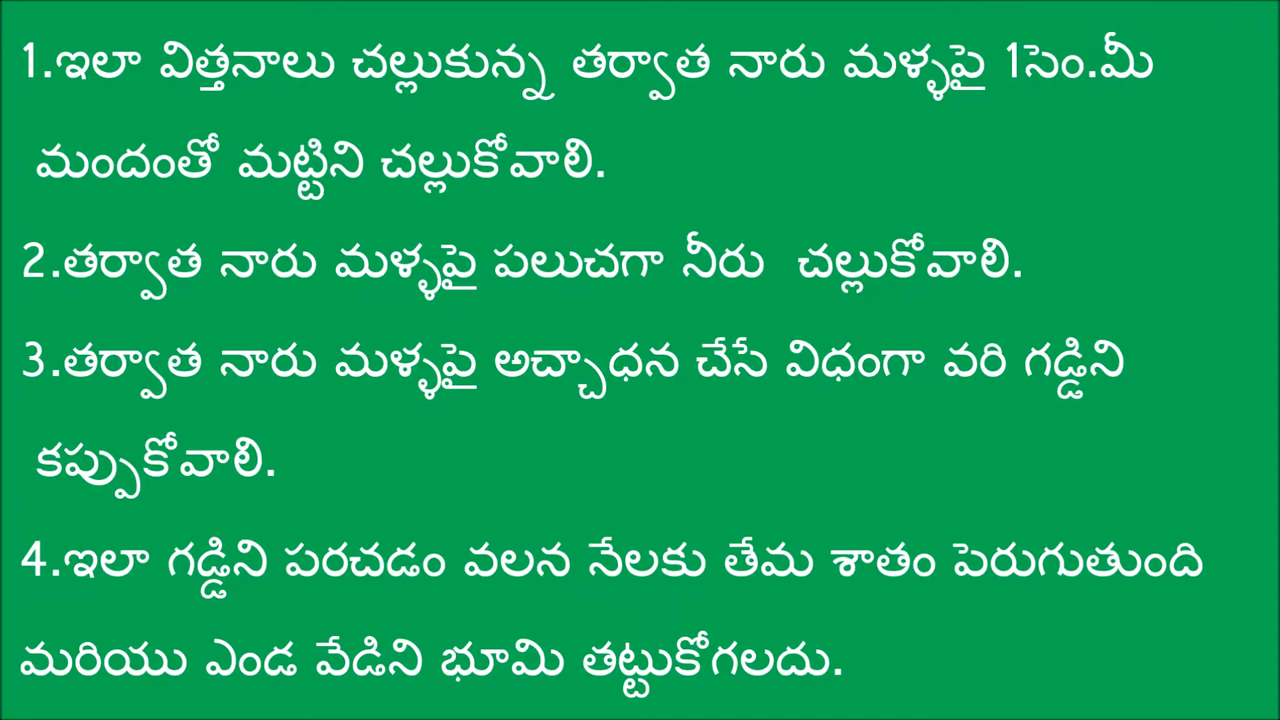 1.ఇలా విత్తనాలు చల్లుకున్న తర్వాత నారు మళ్ళపై 1సెం.మీ
మందంతో మట్టిని చల్లుకోవాలి.
2.తర్వాత నారు మళ్ళపై పలుచగా నీరు చల్లుకోవాలి.
3.తర్వాత నారు మళ్ళపై అచ్చాధన చేసే విధంగా వరి గడ్డిని
కప్పుకోవాలి.
4.ఇలా గడ్డిని పరచడం వలన నేలకు తేమ శాతం పెరుగుతుంది
మరియు ఎండ వేడిని భూమి తట్టుకోగలదు.